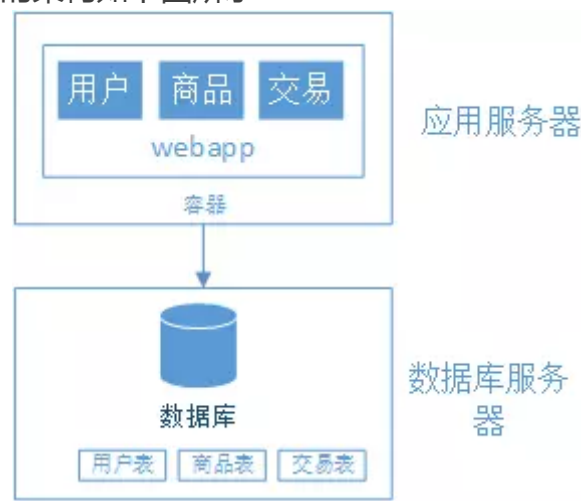 用户 商品 交易
webapp
应用服务器
容器
数据库
数据库服务
器
用户表 商品表 交易表